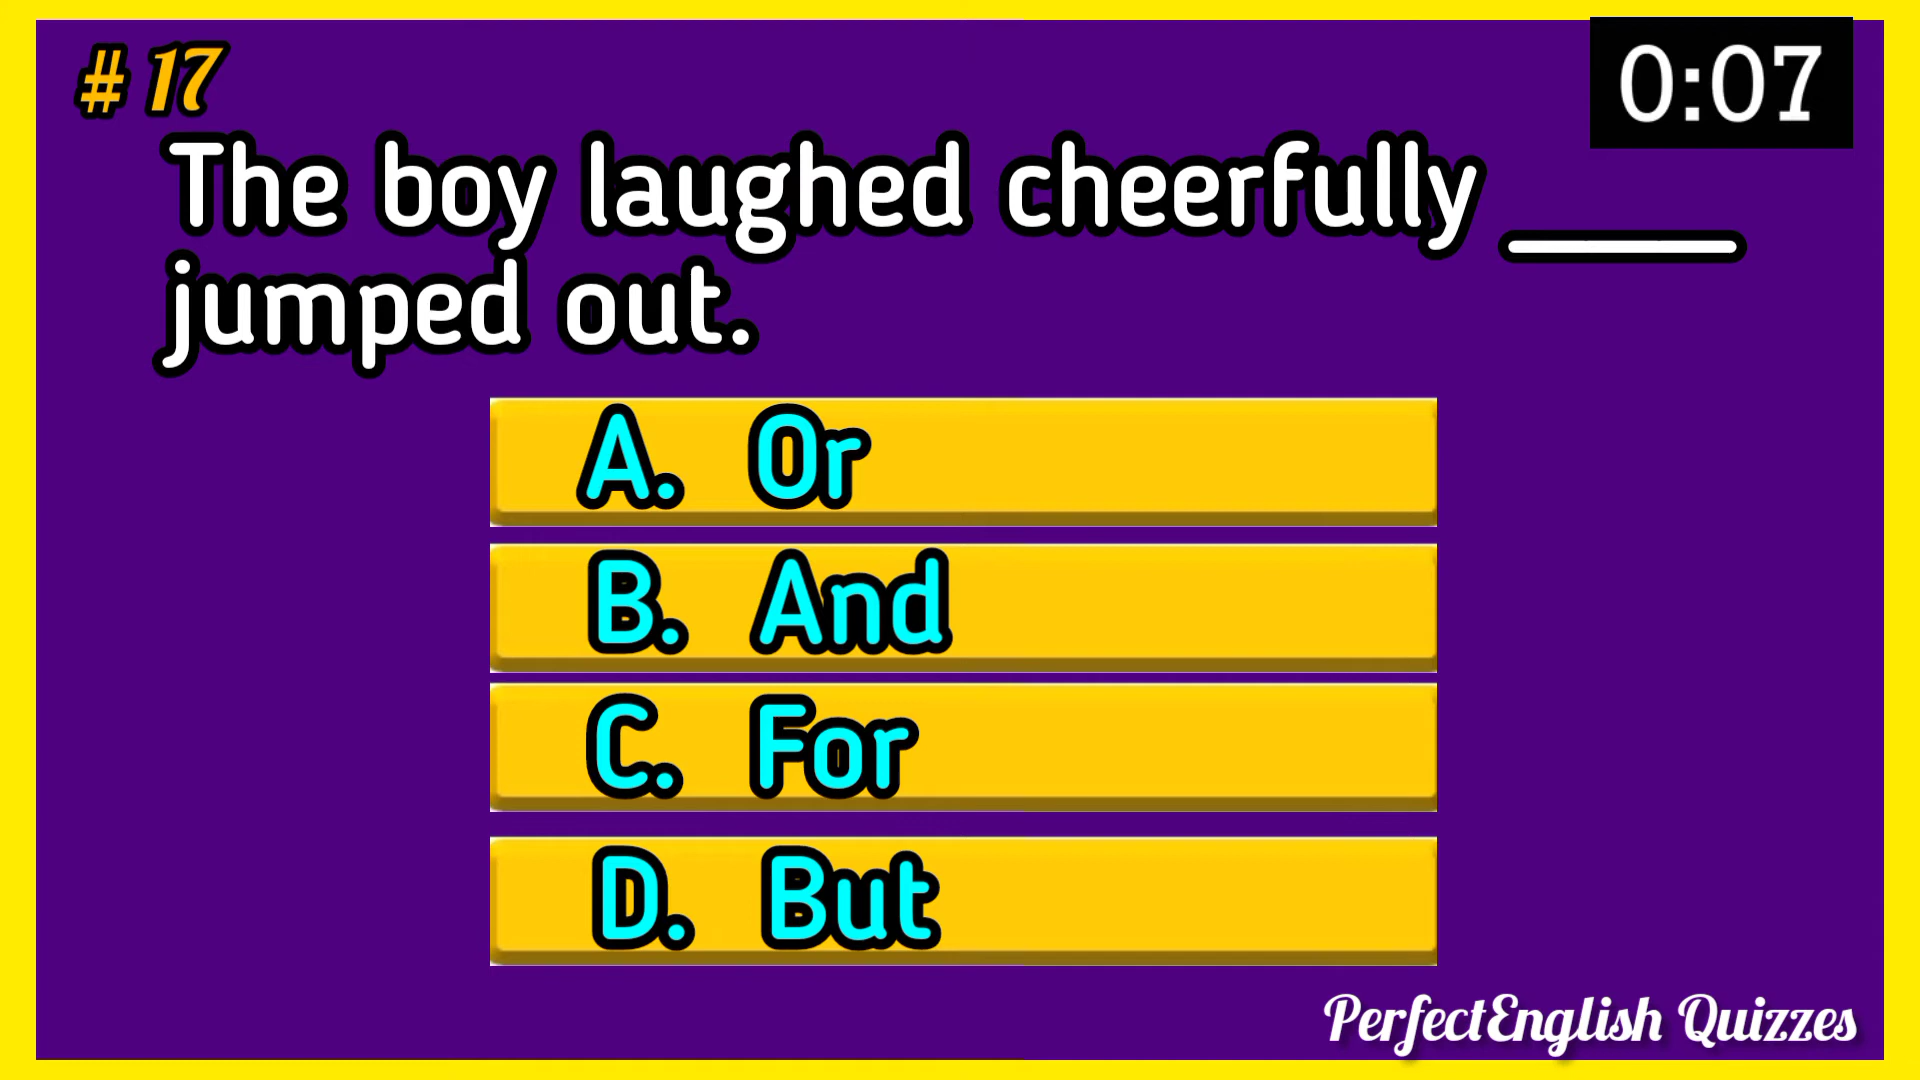 # 17
0:07
The boy laughed cheerfully ____
jumped out.
A. Or
B. And
C. For
D. But
PerfectEnglish Quizzes